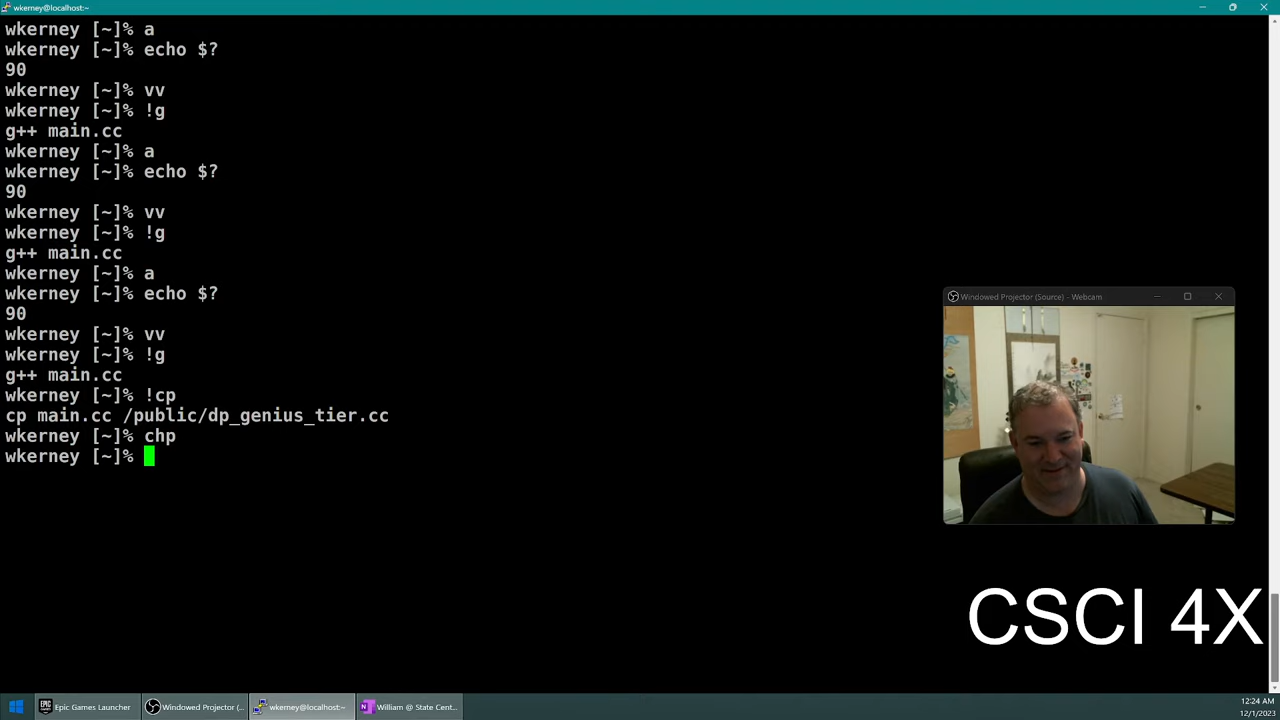 wkerney@localhost:~
wkerney [~]% a
wkerney [~]% echo $?
90
wkerney [~]% vv
wkerney [~]% !g
g++ main.cc
wkerney [~]% a
wkerney [~]% echo $?
90
wkerney [~]% vv
wkerney [~]% !g
g++ main.cc
wkerney [~]% a
wkerney [~]% echo $?
90
wkerney [~]% vv
wkerney [~]% !g
g++ main.cc
wkerney [~]% !cp
cp main.cc /public/dp_genius_tier.cc
wkerney [~]% chp
wkerney [~]%
Windowed Projector (Source) - Webcam
CSCI 4X
Epic Games Launcher
Windowed Projector (...
wkerney@localhost:~
William @ State Cent...
12:24 AM
12/1/2023